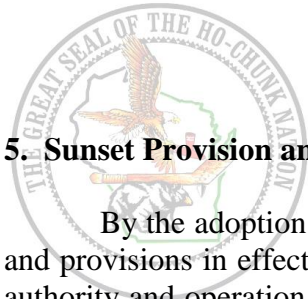 THE GREAT SEAL OF THE HO-CHUNK NATION
5. Sunset Provision an
By the adoption
and provisions in effect
authority and operation